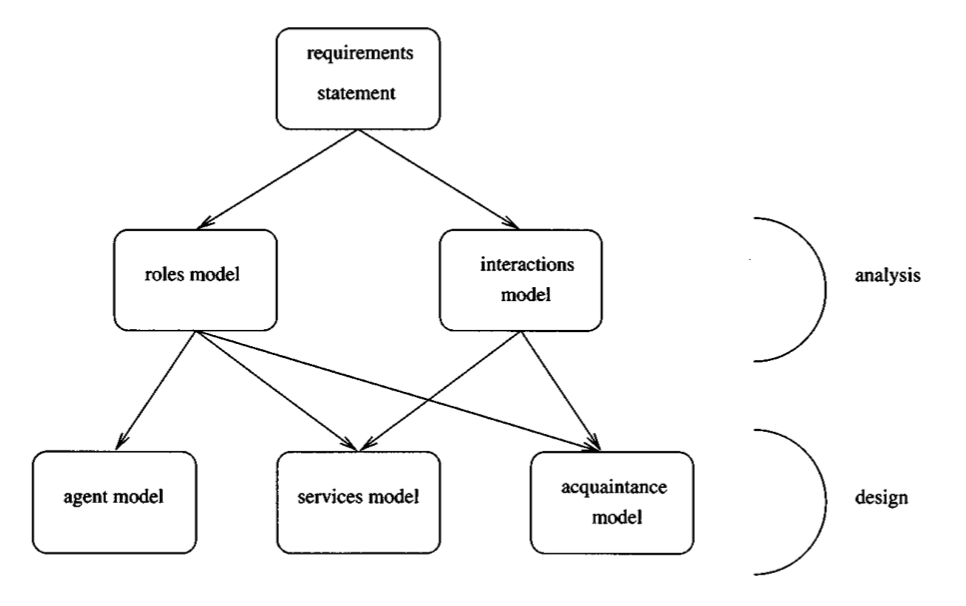 requirements
statement
roles model
interactions
model
analysis
agent model
services model
acquaintance
model
design